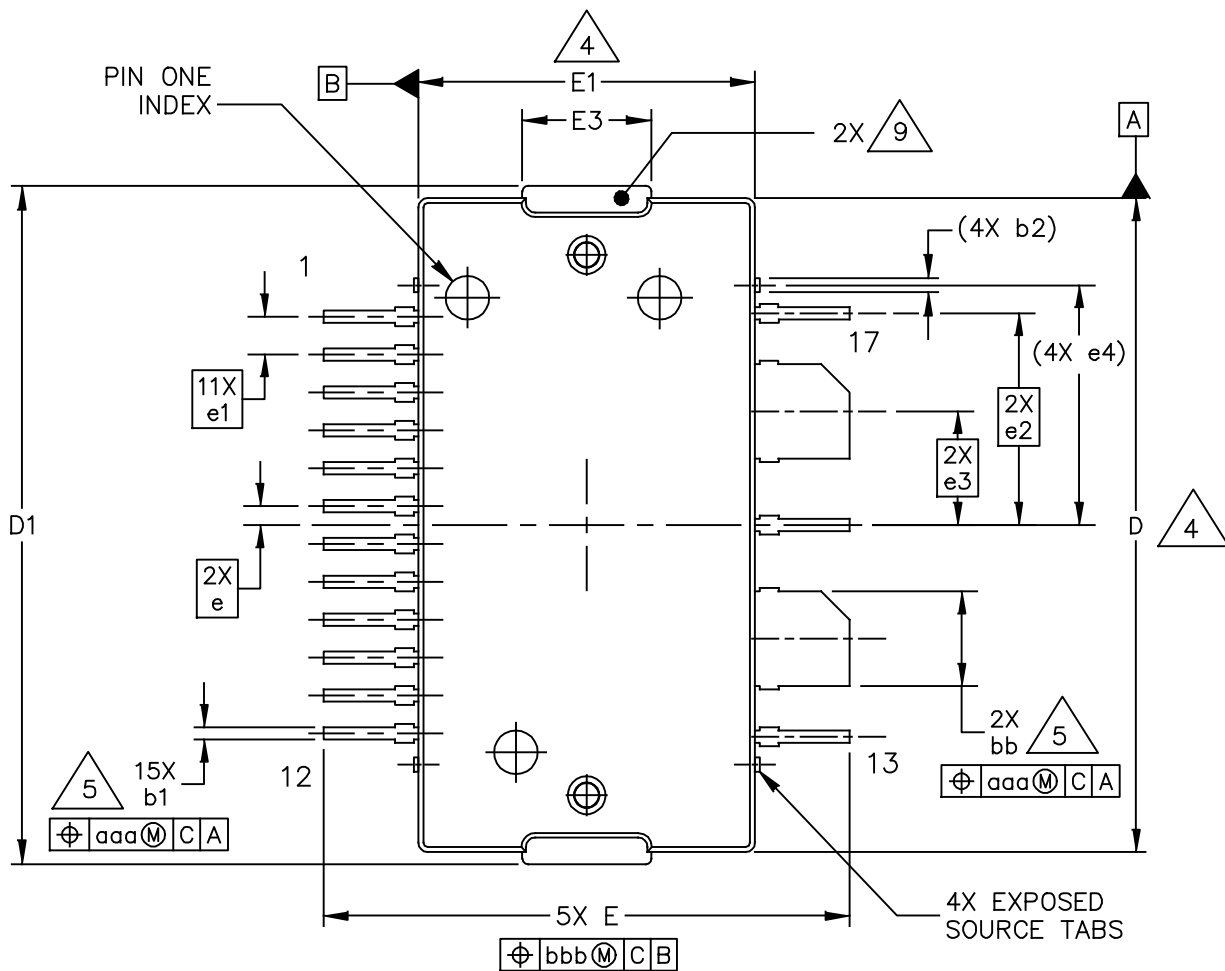 4
PIN ONE
INDEX
B
E1
E3
2X 9
A
(4X b2)
1
17
(4X e4)
11X
e1
2X
e2
2X
e3
D1
D
4
2X
e
2X
bb
5
aaa Ⓜ C A
5
15X
b1
12
13
aaa Ⓜ C A
5X E
bbb Ⓜ C B
4X EXPOSED
SOURCE TABS